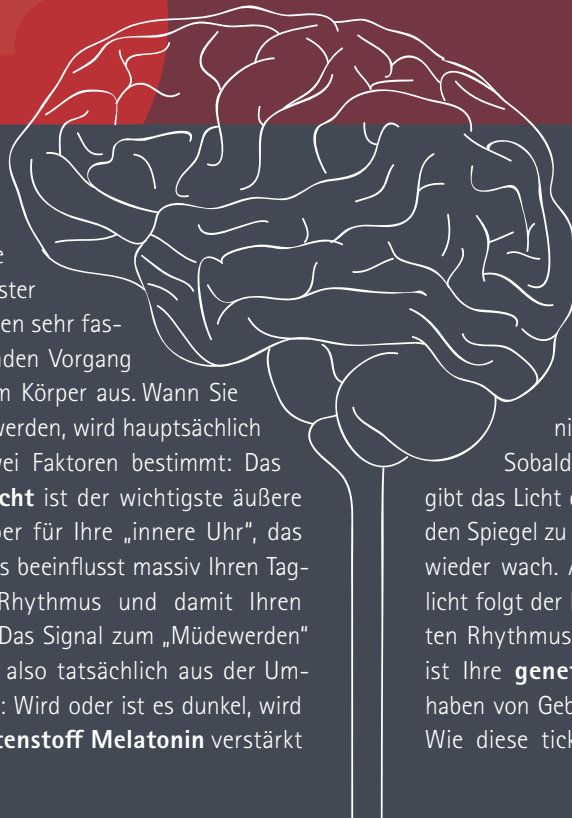 e
ster
en sehr fas-
nden Vorgang
m Körper aus. Wann Sie
werden, wird hauptsächlich
wei Faktoren bestimmt: Das
cht ist der wichtigste äußere
ber für Ihre „innere Uhr“, das
s beeinflusst massiv Ihren Tag-
Rhythmus und damit Ihren
Das Signal zum „Müdewerden“
also tatsächlich aus der Um-
: Wird oder ist es dunkel, wird
tenstoff Melatonin verstärkt
ni
Sobald
gibt das Licht
den Spiegel zu
wieder wach.
licht folgt der
ten Rhythmus
ist Ihre genet
haben von Geb
Wie diese tick